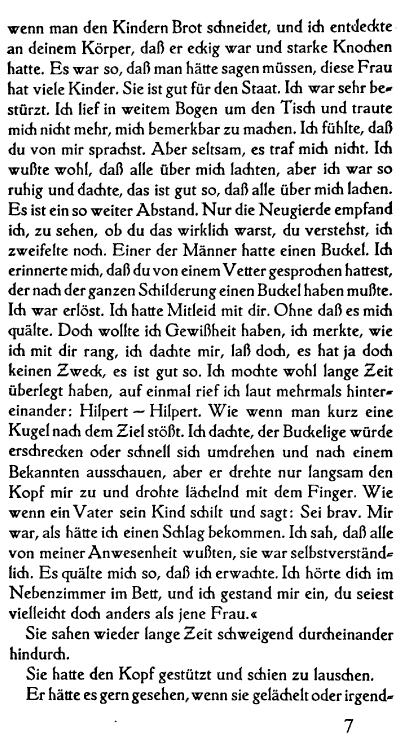 wenn man den Kindern Brot schneidet, und ich entdeckte
an deinem Körper, daß er eckig war und starke Knochen
hatte. Es war so, daß man hätte sagen müssen, diese Frau
hat viele Kinder. Sie ist gut für den Staat. Ich war sehr be-
stürzt. Ich lief in weitem Bogen um den Tisch und traute
mich nicht mehr, mich bemerkbar zu machen. Ich fühlte, daß
du von mir sprachst. Aber seltsam, es traf mich nicht. Ich
wußte wohl, daß alle über mich lachten, aber ich war so
ruhig und dachte, das ist gut so, daß alle über mich lachen.
Es ist ein so weiter Abstand. Nur die Neugierde empfand
ich, zu sehen, ob du das wirklich warst, du verstehst, ich
zweifelte noch. Einer der Männer hatte einen Buckel. Ich
erinnerte mich, daß du von einem Vetter gesprochen hattest,
der nach der ganzen Schilderung einen Buckel haben mußte.
Ich war erlöst. Ich hatte Mitleid mit dir. Ohne daß es mich
quälte. Doch wollte ich Gewißheit haben, ich merkte, wie
ich mit dir rang, ich dachte mir, laß doch, es hat ja doch
keinen Zweck, es ist gut so. Ich mochte wohl lange Zeit
überlegt haben, auf einmal rief ich laut mehrmals hinter-
einander: Hilpert — Hilpert. Wie wenn man kurz eine
Kugel nach dem Ziel stößt. Ich dachte, der Buckelige würde
erschrecken oder schnell sich umdrehen und nach einem
Bekannten ausschauen, aber er drehte nur langsam den
Kopf mir zu und drohte lächelnd mit dem Finger. Wie
wenn ein Vater sein Kind schilt und sagt: Sei brav. Mir
war, als hätte ich einen Schlag bekommen. Ich sah, daß alle
von meiner Anwesenheit wußten, sie war selbstverständ-
lich. Es quälte mich so, daß ich erwachte. Ich hörte dich im
Nebenzimmer im Bett, und ich gestand mir ein, du seiest
vielleicht doch anders als jene Frau.«
Sie sahen wieder lange Zeit schweigend durcheinander
hindurch.
Sie hatte den Kopf gestützt und schien zu lauschen.
Er hätte es gern gesehen, wenn sie gelächelt oder irgend-
7